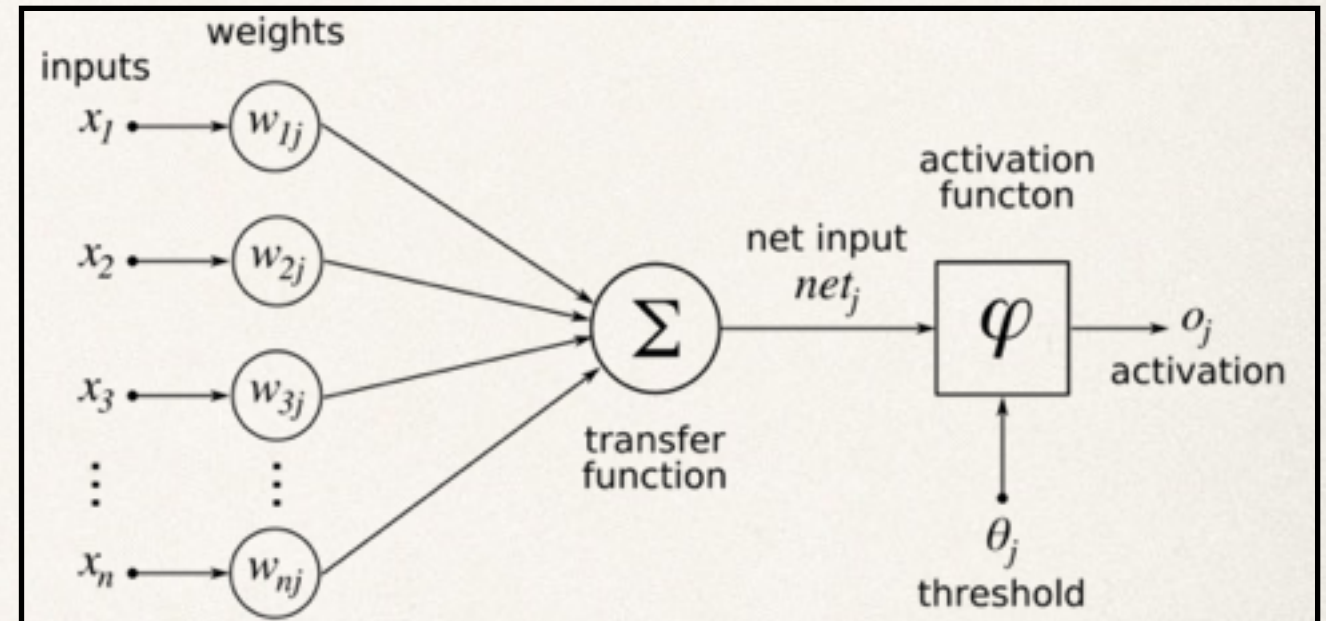 weights
inputs
x1
w1j
x2
w2j
x3
w3j
⋮
⋮
xn
wnj
Σ
transfer
function
net input
netj
activation
functon
φ
oj
activation
θj
threshold